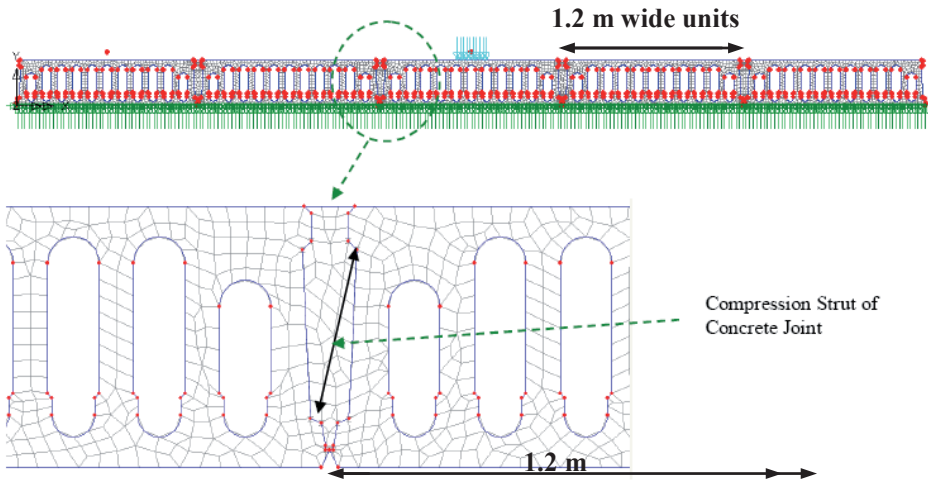 1.2 m wide units
Y
X
Compression Strut of
Concrete Joint
1.2 m